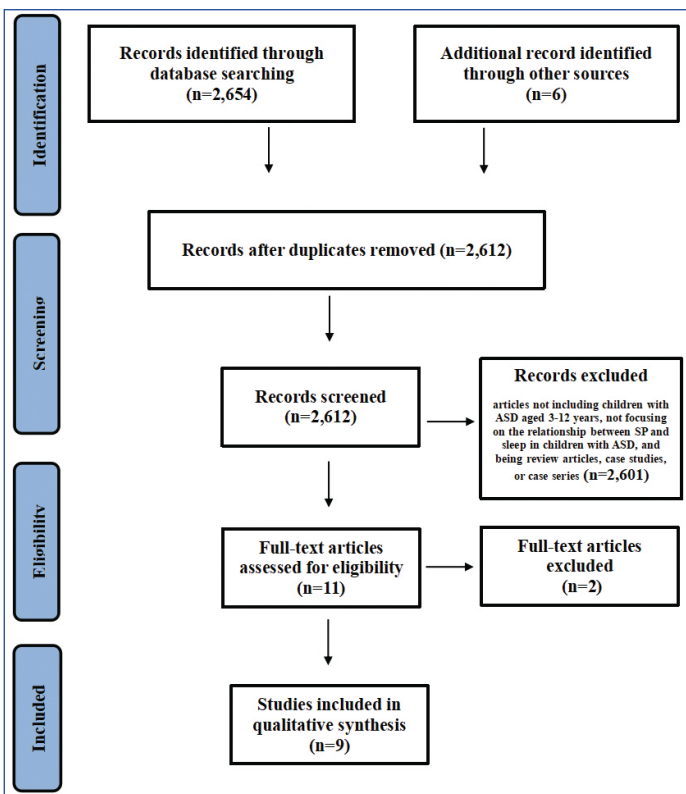 Identification
Records identified through
database searching
(n=2,654)
Additional record identified
through other sources
(n=6)
Records after duplicates removed (n=2,612)
Screening
Records screened
(n=2,612)
Records excluded
articles not including children with
ASD aged 3-12 years, not focusing
on the relationship between SP and
sleep in children with ASD, and
being review articles, case studies,
or case series (n=2,601)
Eligibility
Full-text articles
assessed for eligibility
(n=11)
Full-text articles
excluded
(n=2)
Included
Studies included in
qualitative synthesis
(n=9)